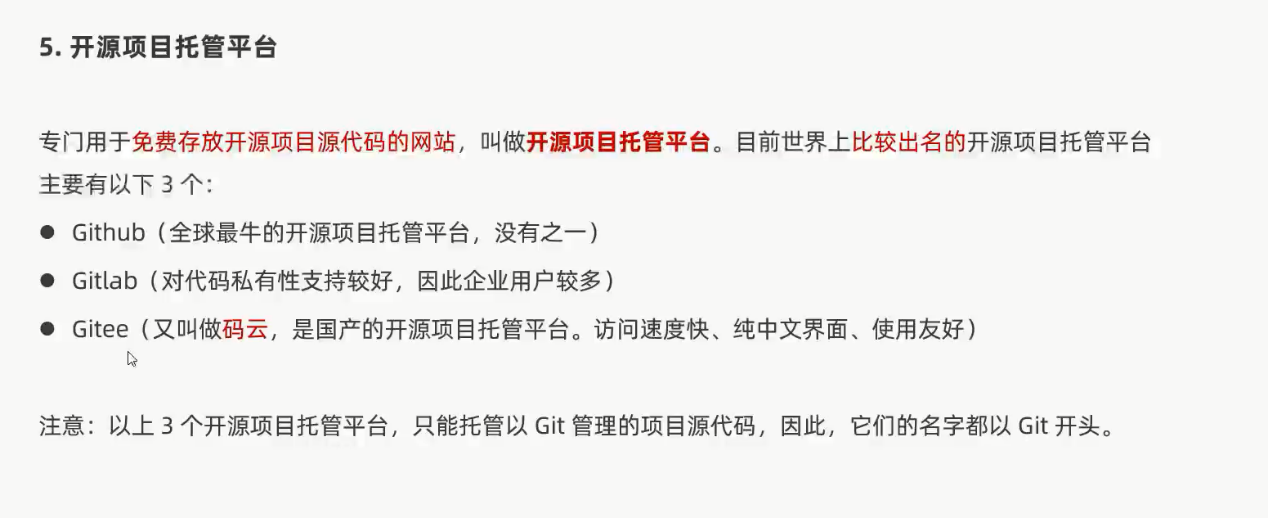 5. 开源项目托管平台
专门用于免费存放开源项目源代码的网站，叫做开源项目托管平台。目前世界上比较出名的开源项目托管平台
主要有以下 3 个：
● Github（全球最牛的开源项目托管平台，没有之一）
● Gitlab（对代码私有性支持较好，因此企业用户较多）
● Gitee（又叫做码云，是国产的开源项目托管平台。访问速度快、纯中文界面、使用友好）
注意：以上 3 个开源项目托管平台，只能托管以 Git 管理的项目源代码，因此，它们的名字都以 Git 开头。